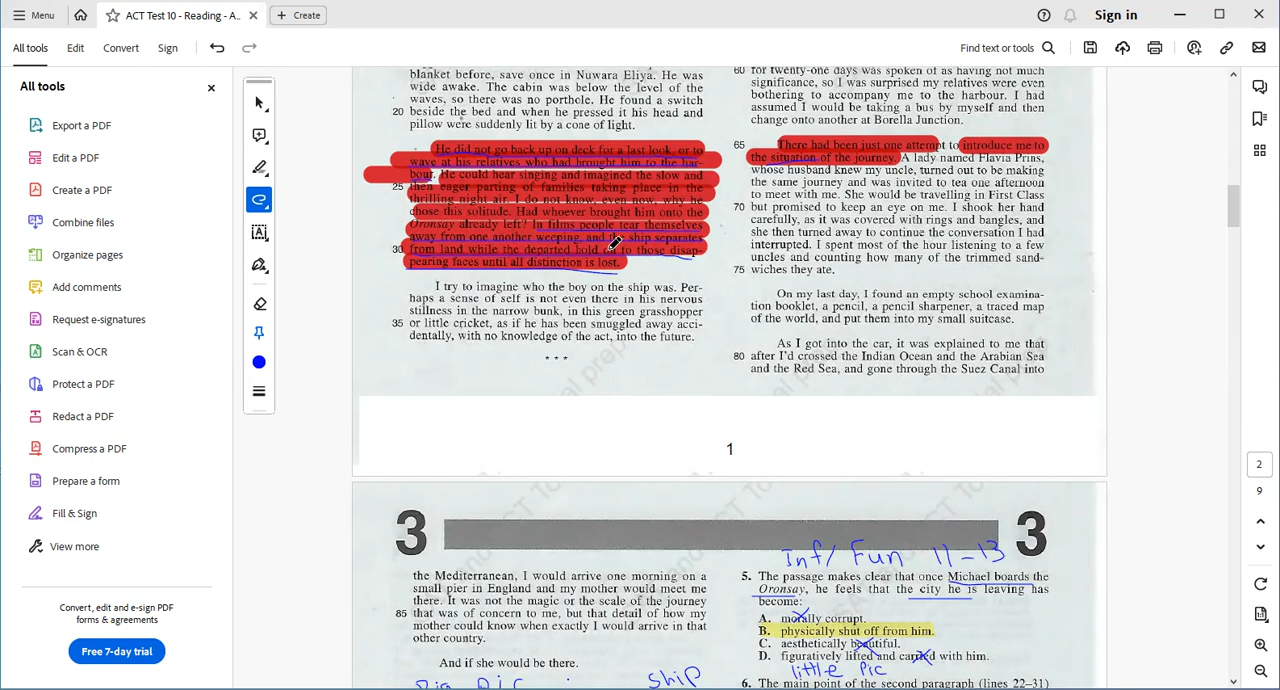 Menu
ACT Test 10 - Reading - A...
Create
Sign in
All tools
Edit
Convert
Sign
Find text or tools
All tools
Export a PDF
Edit a PDF
Create a PDF
Combine files
Organize pages
Add comments
Request e-signatures
Scan & OCR
Protect a PDF
Redact a PDF
Compress a PDF
Prepare a form
Fill & Sign
View more
Convert, edit and e-sign PDF
forms & agreements
Free 7-day trial
blanket before, save once in Nuwara Eliya. He was
wide awake. The cabin was below the level of the
waves, so there was no porthole. He found a switch
20 beside the bed and when he pressed it his head and
pillow were suddenly lit by a cone of light.
He did not go back up on deck for a last look, or to
wave at his relatives who had brought him to the har-
bour. He could hear singing and imagined the slow and
25 then eager parting of families taking place in the
thrilling night air. I do not know, even now, why he
chose this solitude. Had whoever brought him onto the
Oronsay already left? In films people tear themselves
away from one another weeping, and the ship separates
30 from land while the departed hold on to those disap-
pearing faces until all distinction is lost.
I try to imagine who the boy on the ship was. Per-
haps a sense of self is not even there in his nervous
stillness in the narrow bunk, in this green grasshopper
35 or little cricket, as if he has been smuggled away acci-
dentally, with no knowledge of the act, into the future.
* * *
60 for twenty-one days was spoken of as having not much
significance, so I was surprised my relatives were even
bothering to accompany me to the harbour. I had
assumed I would be taking a bus by myself and then
change onto another at Borella Junction.
65 There had been just one attempt to introduce me to
the situation of the journey. A lady named Flavia Prins,
whose husband knew my uncle, turned out to be making
the same journey and was invited to tea one afternoon
to meet with me. She would be travelling in First Class
70 but promised to keep an eye on me. I shook her hand
carefully, as it was covered with rings and bangles, and
she then turned away to continue the conversation I had
interrupted. I spent most of the hour listening to a few
uncles and counting how many of the trimmed sand-
75 wiches they ate.
On my last day, I found an empty school examina-
tion booklet, a pencil, a pencil sharpener, a traced map
of the world, and put them into my small suitcase.
As I got into the car, it was explained to me that
80 after I'd crossed the Indian Ocean and the Arabian Sea
and the Red Sea, and gone through the Suez Canal into
1
3
3
the Mediterranean, I would arrive one morning on a
small pier in England and my mother would meet me
there. It was not the magic or the scale of the journey
85 that was of concern to me, but that detail of how my
mother could know when exactly I would arrive in that
other country.
And if she would be there.
ship
Inf/ Fun 11-13
5. The passage makes clear that once Michael boards the
Oronsay, he feels that the city he is leaving has
become:
A. morally corrupt.
B. physically shut off from him.
C. aesthetically beautiful.
D. figuratively lifted and carried with him.
little Pic
6. The main point of the second paragraph (lines 22–31)
2
9